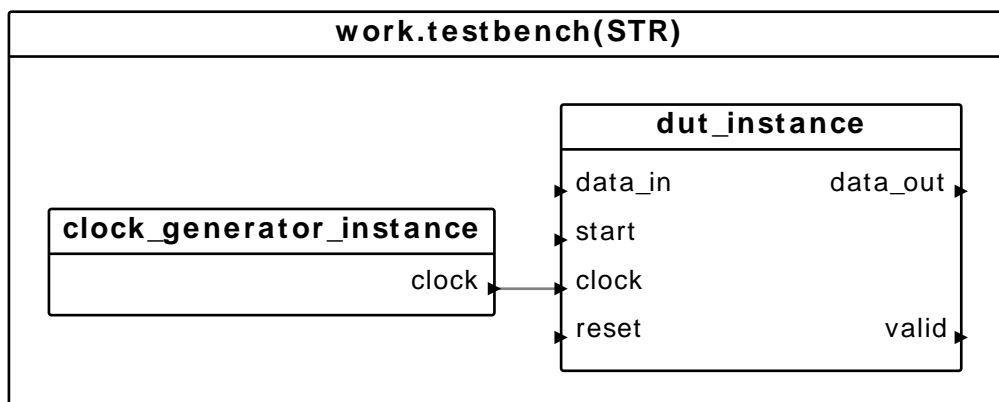 work.testbench(STR)
dut_instance
data_in data_out
clock_generator_instance
start
clock clock
reset valid